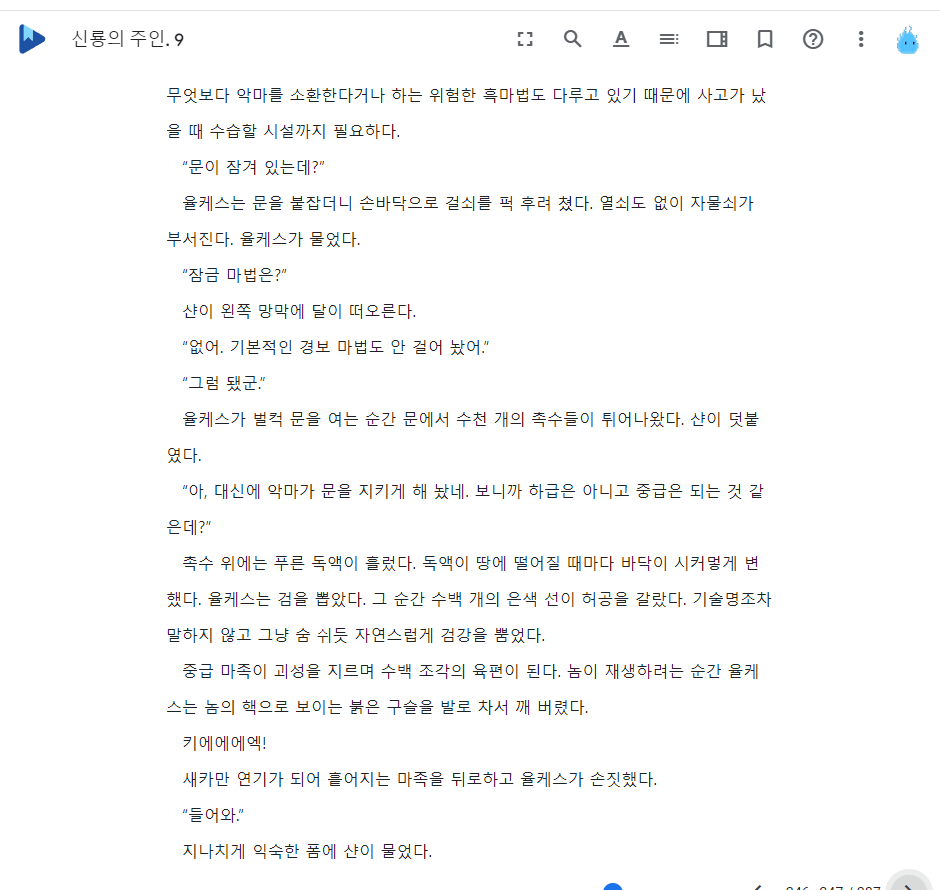 신룡의 주인. 9
무엇보다 악마를 소환한다거나 하는 위험한 흑마법도 다루고 있기 때문에 사고가 났
을 때 수습할 시설까지 필요하다.
“문이 잠겨 있는데?”
율케스는 문을 붙잡더니 손바닥으로 걸쇠를 퍽 후려 쳤다. 열쇠도 없이 자물쇠가
부서진다. 율케스가 물었다.
“잠금 마법은?”
샨이 왼쪽 망막에 달이 떠오른다.
“없어. 기본적인 경보 마법도 안 걸어 놨어.”
“그럼 됐군.”
율케스가 벌컥 문을 여는 순간 문에서 수천 개의 촉수들이 튀어나왔다. 샨이 덧붙
였다.
“아, 대신에 악마가 문을 지키게 해 놨네. 보니까 하급은 아니고 중급은 되는 것 같
은데?”
촉수 위에는 푸른 독액이 흘렀다. 독액이 땅에 떨어질 때마다 바닥이 시커멓게 변
했다. 율케스는 검을 뽑았다. 그 순간 수백 개의 은색 선이 허공을 갈랐다. 기술명조차
말하지 않고 그냥 숨 쉬듯 자연스럽게 검강을 뿜었다.
중급 마족이 괴성을 지르며 수백 조각의 육편이 된다. 놈이 재생하려는 순간 율케
스는 놈의 핵으로 보이는 붉은 구슬을 발로 차서 깨 버렸다.
키에에에엑!
새카만 연기가 되어 흩어지는 마족을 뒤로하고 율케스가 손짓했다.
“들어와.”
지나치게 익숙한 폼에 샨이 물었다.